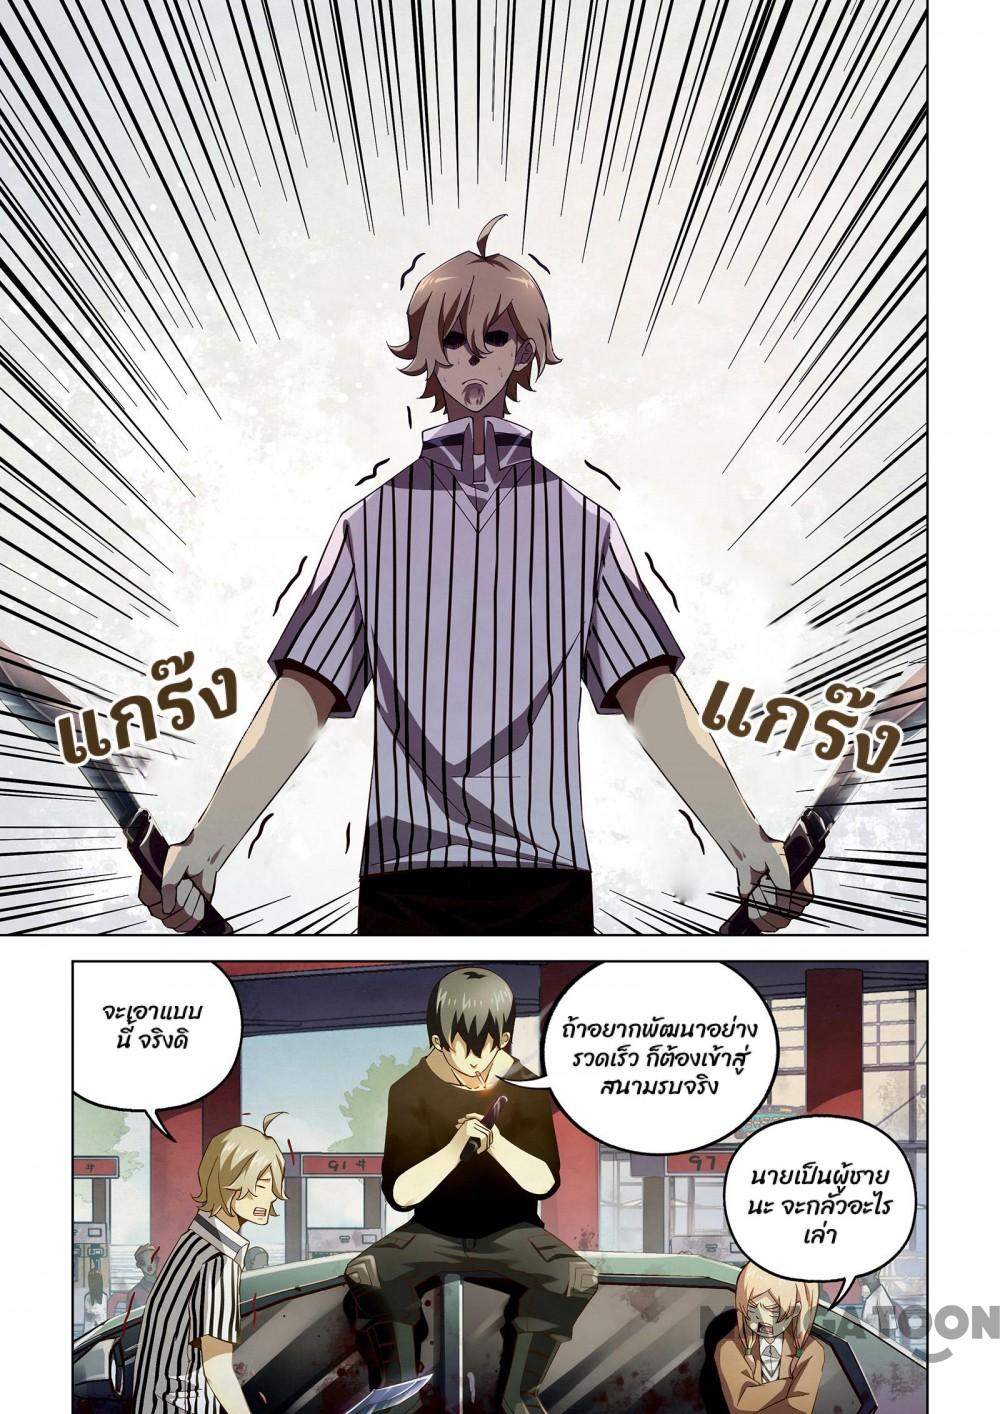 แกร๊ง
แกร๊ง
จะเอาแบบ
นี้ จริงดิ
ถ้าอยากพัฒนาอย่าง
รวดเร็ว ก็ต้องเข้าสู่
สนามรบจริง
91#
97
นายเป็นผู้ชาย
นะ จะกลัวอะไร
เล่า
MANGATOON